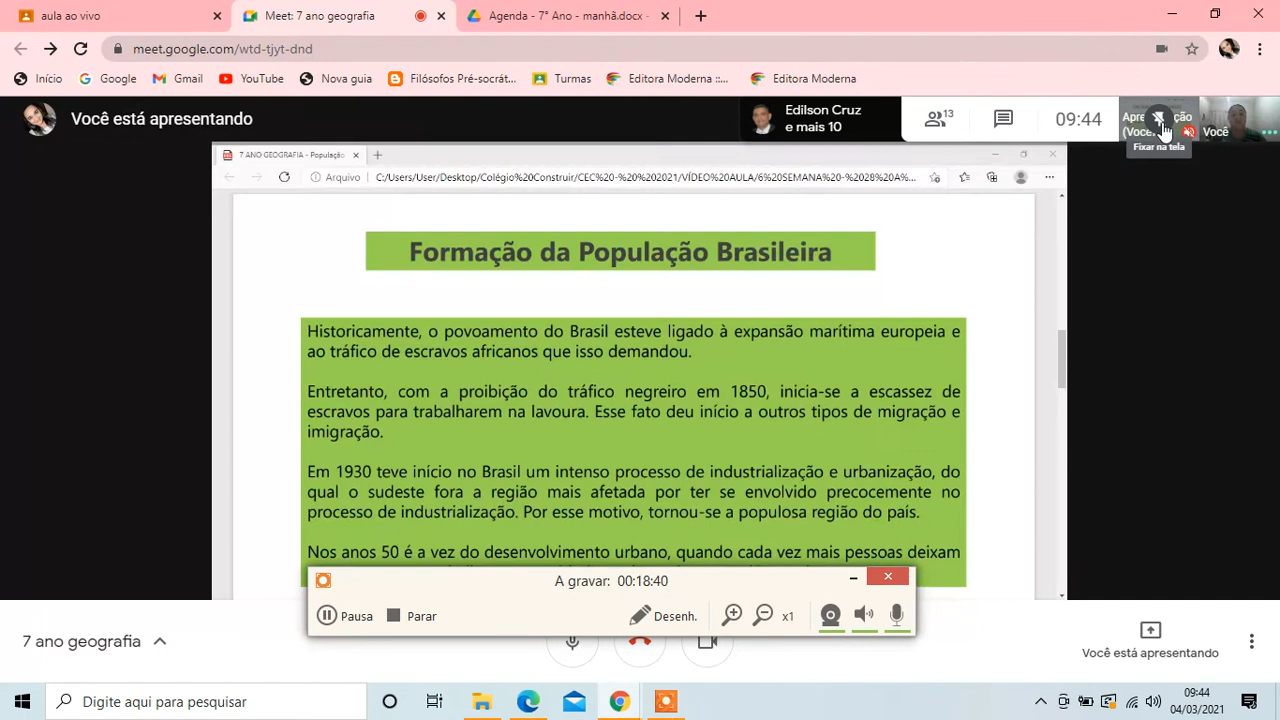 aula ao vivo
Meet: 7 ano geografia
Agenda - 7° Ano - manhã.docx -
meet.google.com/wtd-tjyt-dnd
Início
Google
Gmail
YouTube
Nova guia
Filósofos Pré-socrát...
Turmas
Editora Moderna ::...
Editora Moderna
Você está apresentando
Edilson Cruz
e mais 10
13
09:44
Você
Fixar na tela
7 ANO GEOGRAFIA - População
Arquivo
C:/Users/User/Desktop/Colégio%20Construir/CEC%20-%20%202021/VÍDEO%20AULA/6%20SEMANA%20-%2028%20A%...
Formação da População Brasileira
Historicamente, o povoamento do Brasil esteve ligado à expansão marítima europeia e
ao tráfico de escravos africanos que isso demandou.
Entretanto, com a proibição do tráfico negreiro em 1850, inicia-se a escassez de
escravos para trabalharem na lavoura. Esse fato deu início a outros tipos de migração e
imigração.
Em 1930 teve início no Brasil um intenso processo de industrialização e urbanização, do
qual o sudeste fora a região mais afetada por ter se envolvido precocemente no
processo de industrialização. Por esse motivo, tornou-se a populosa região do país.
Nos anos 50 é a vez do desenvolvimento urbano, quando cada vez mais pessoas deixam
A gravar: 00:18:40
Pausa
Parar
Desenh.
x1
7 ano geografia
Você está apresentando
Digite aqui para pesquisar
09:44
04/03/2021